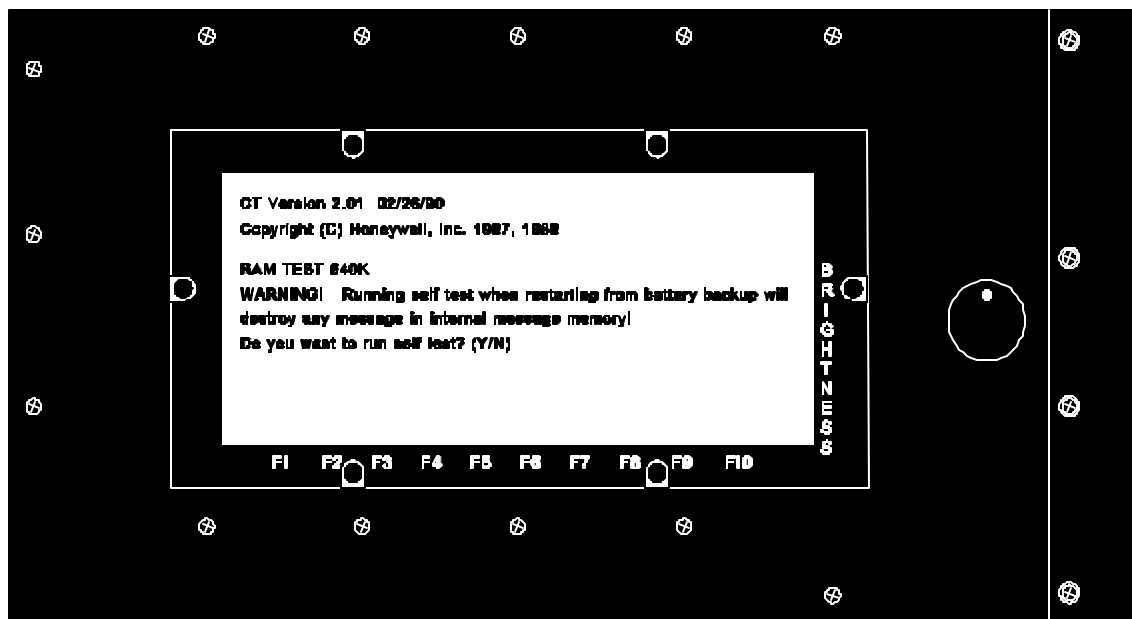 CT Version 2.01 02/26/90
Copyright (C) Honeywell, Inc. 1987, 1989
RAM TEST 640K
WARNING! Running self test when restarting from battery backup will
destroy any message in internal message memory!
Do you want to run self test? (Y/N)
BRIGHTNESS
F1 F2 F3 F4 F5 F6 F7 F8 F9 F10